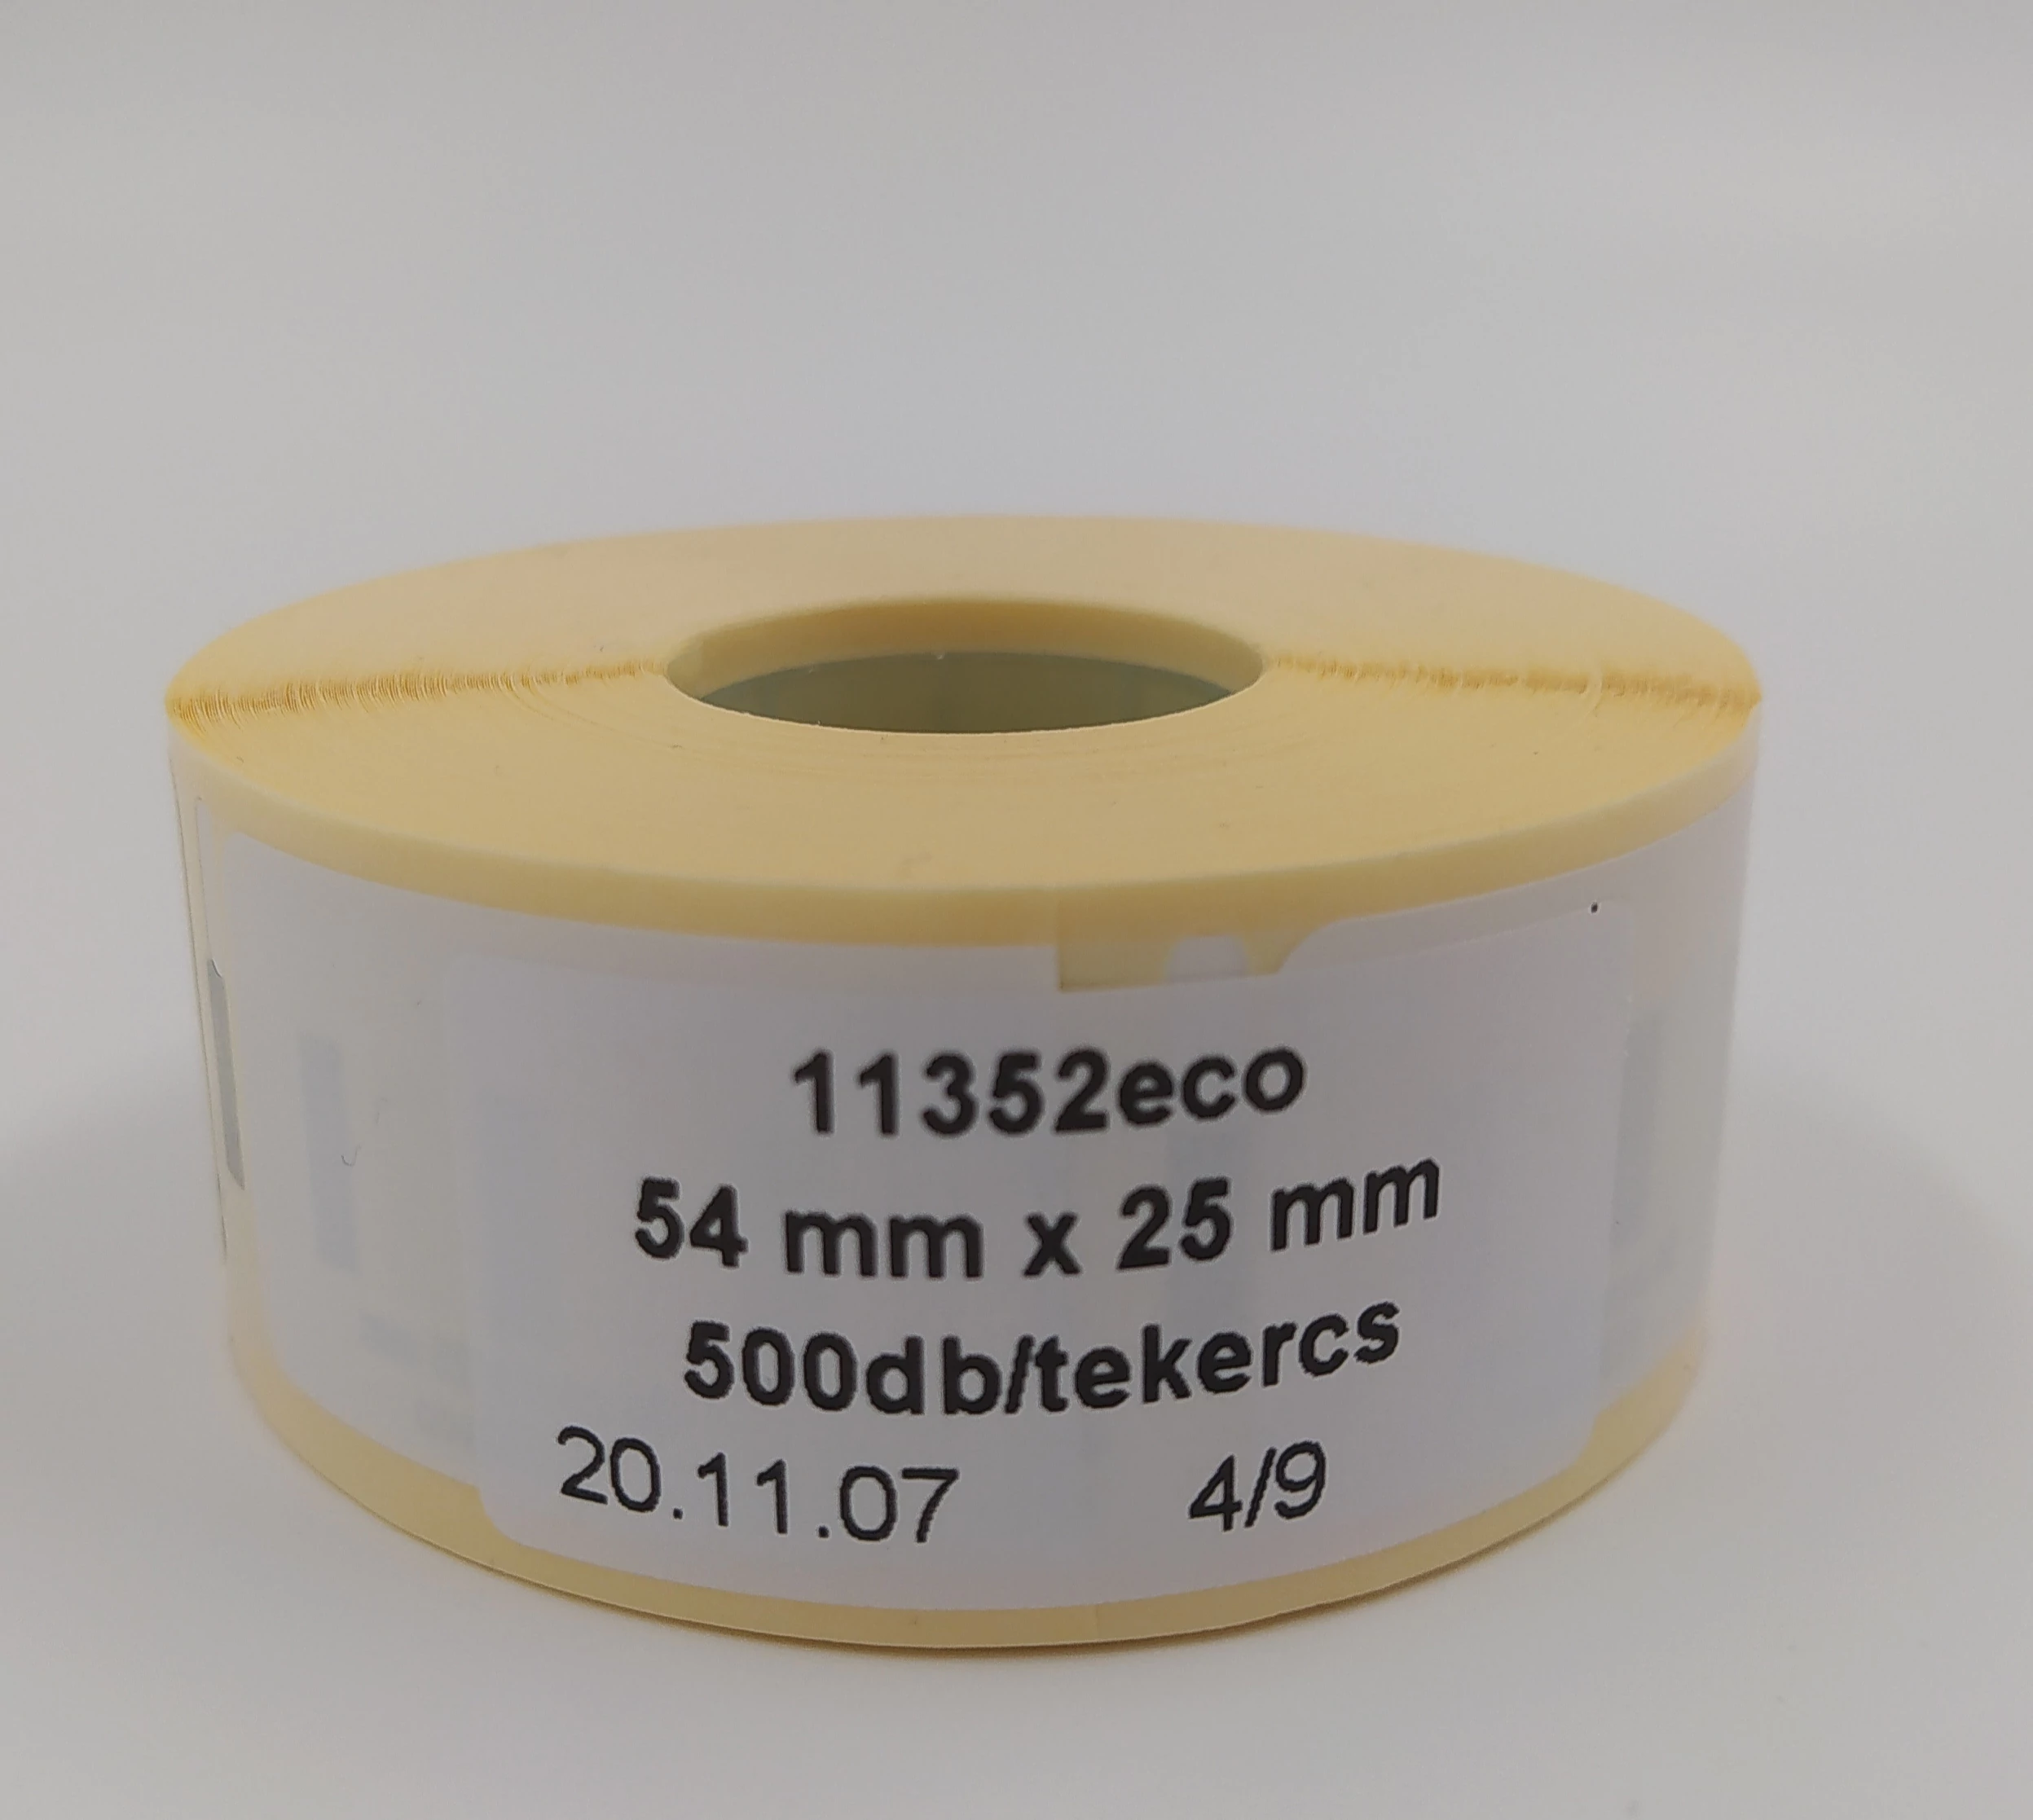 11352eco
54 mm x 25 mm
500db/tekercs
20.11.07 4/9